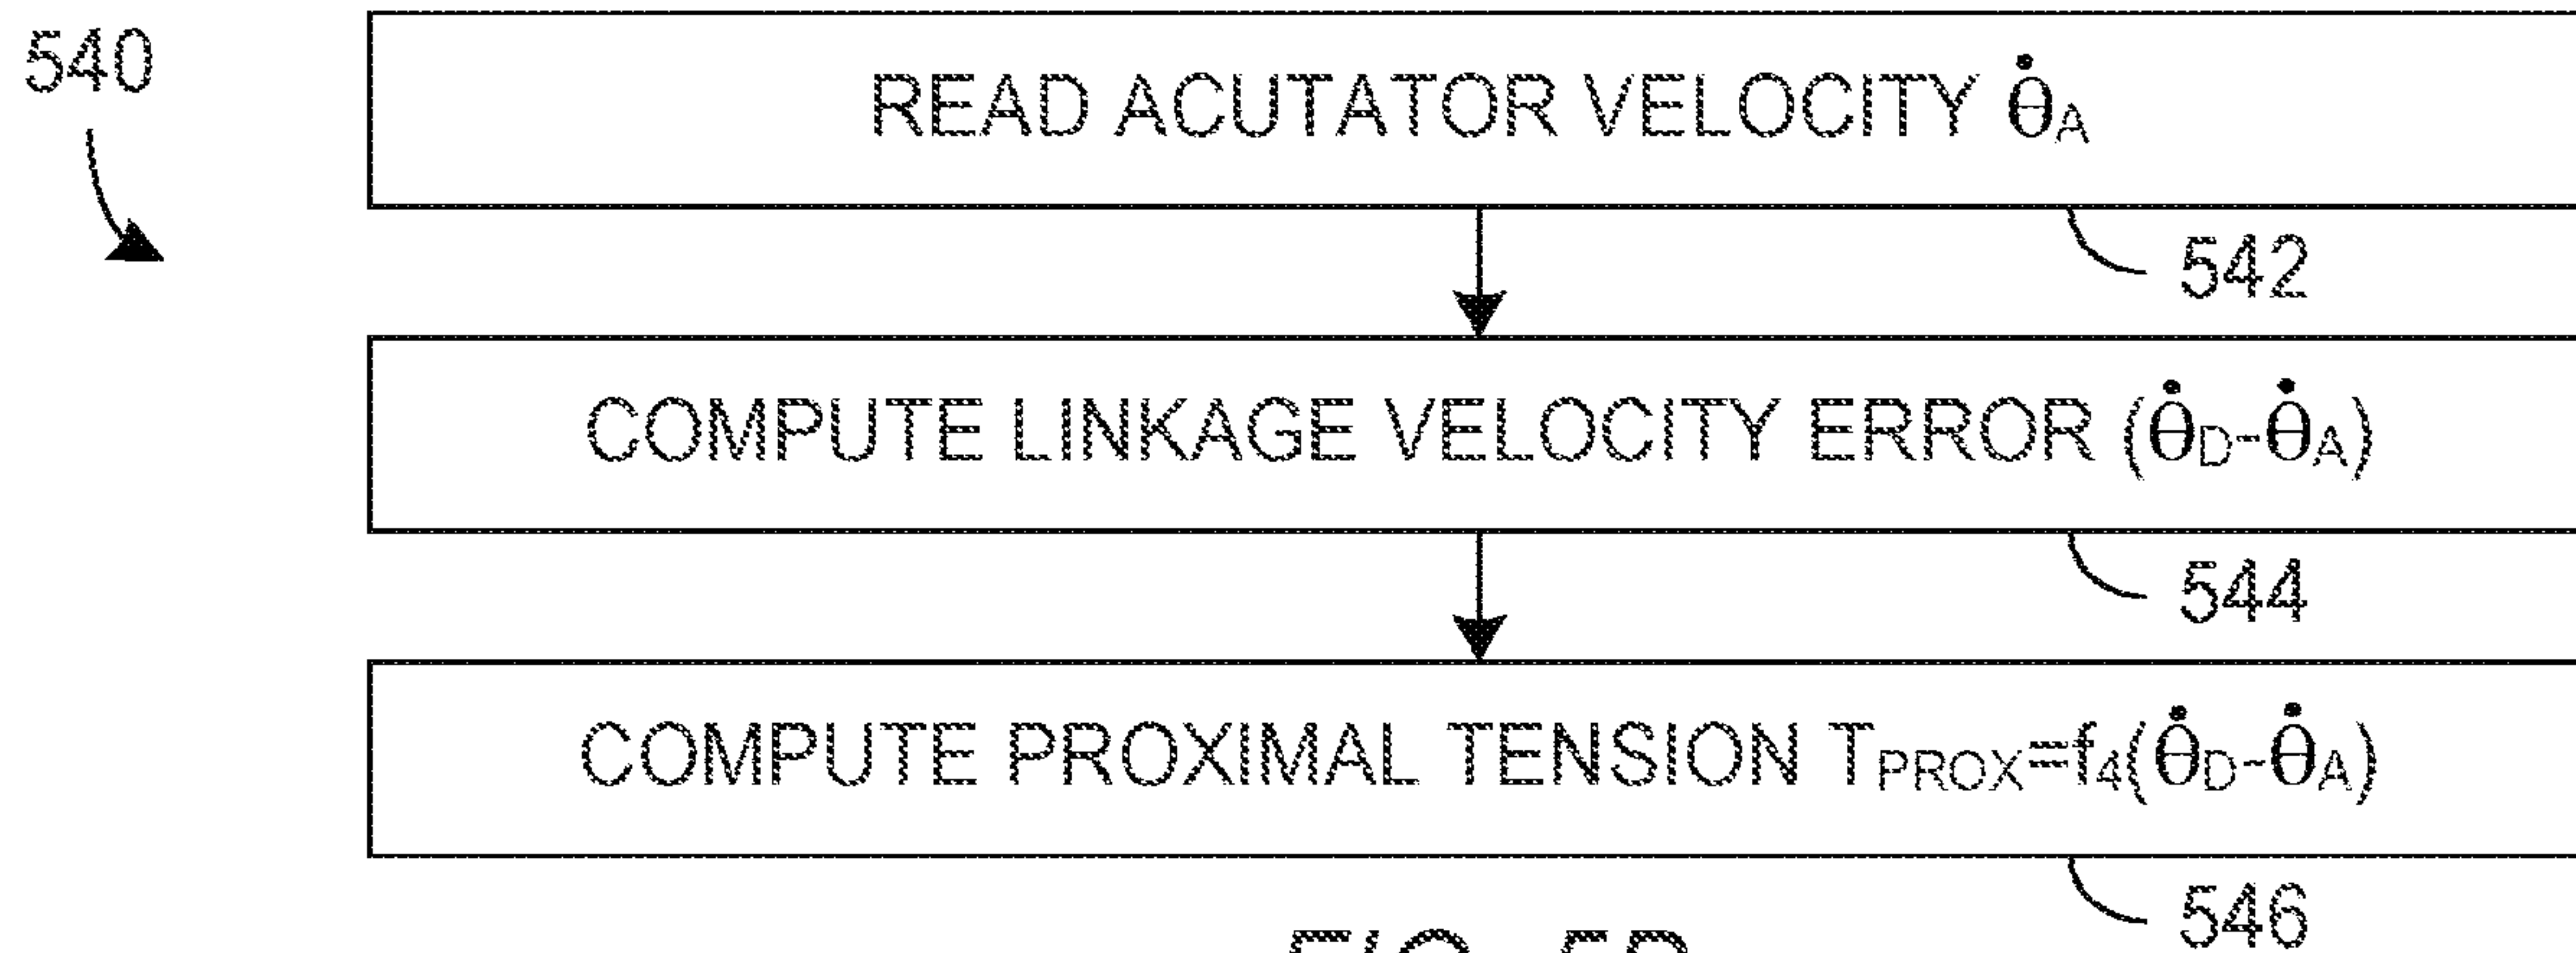 540
READ ACUTATOR VELOCITY θ̇A
542
COMPUTE LINKAGE VELOCITY ERROR (θ̇D-θ̇A)
544
COMPUTE PROXIMAL TENSION TPROX=f4(θ̇D-θ̇A)
546